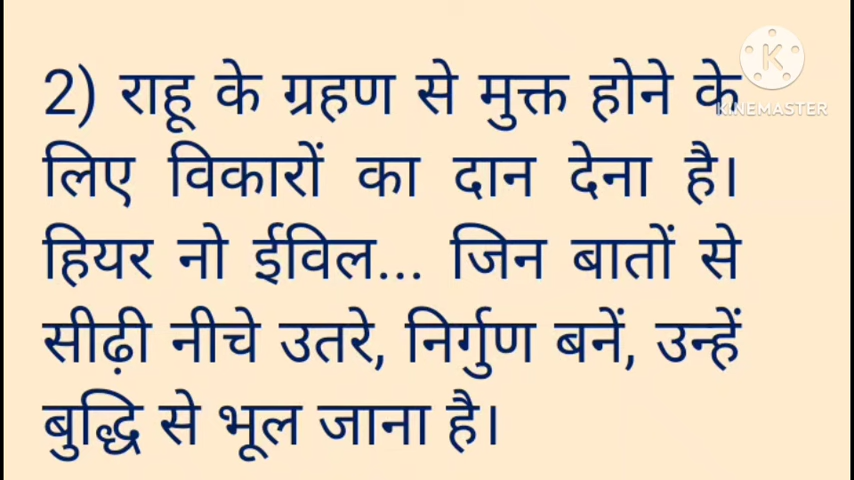 2) राहू के ग्रहण से मुक्त होने के
लिए विकारों का दान देना है।
हियर नो ईविल... जिन बातों से
सीढ़ी नीचे उतरे, निर्गुण बनें, उन्हें
बुद्धि से भूल जाना है।
K
KINEMASTER